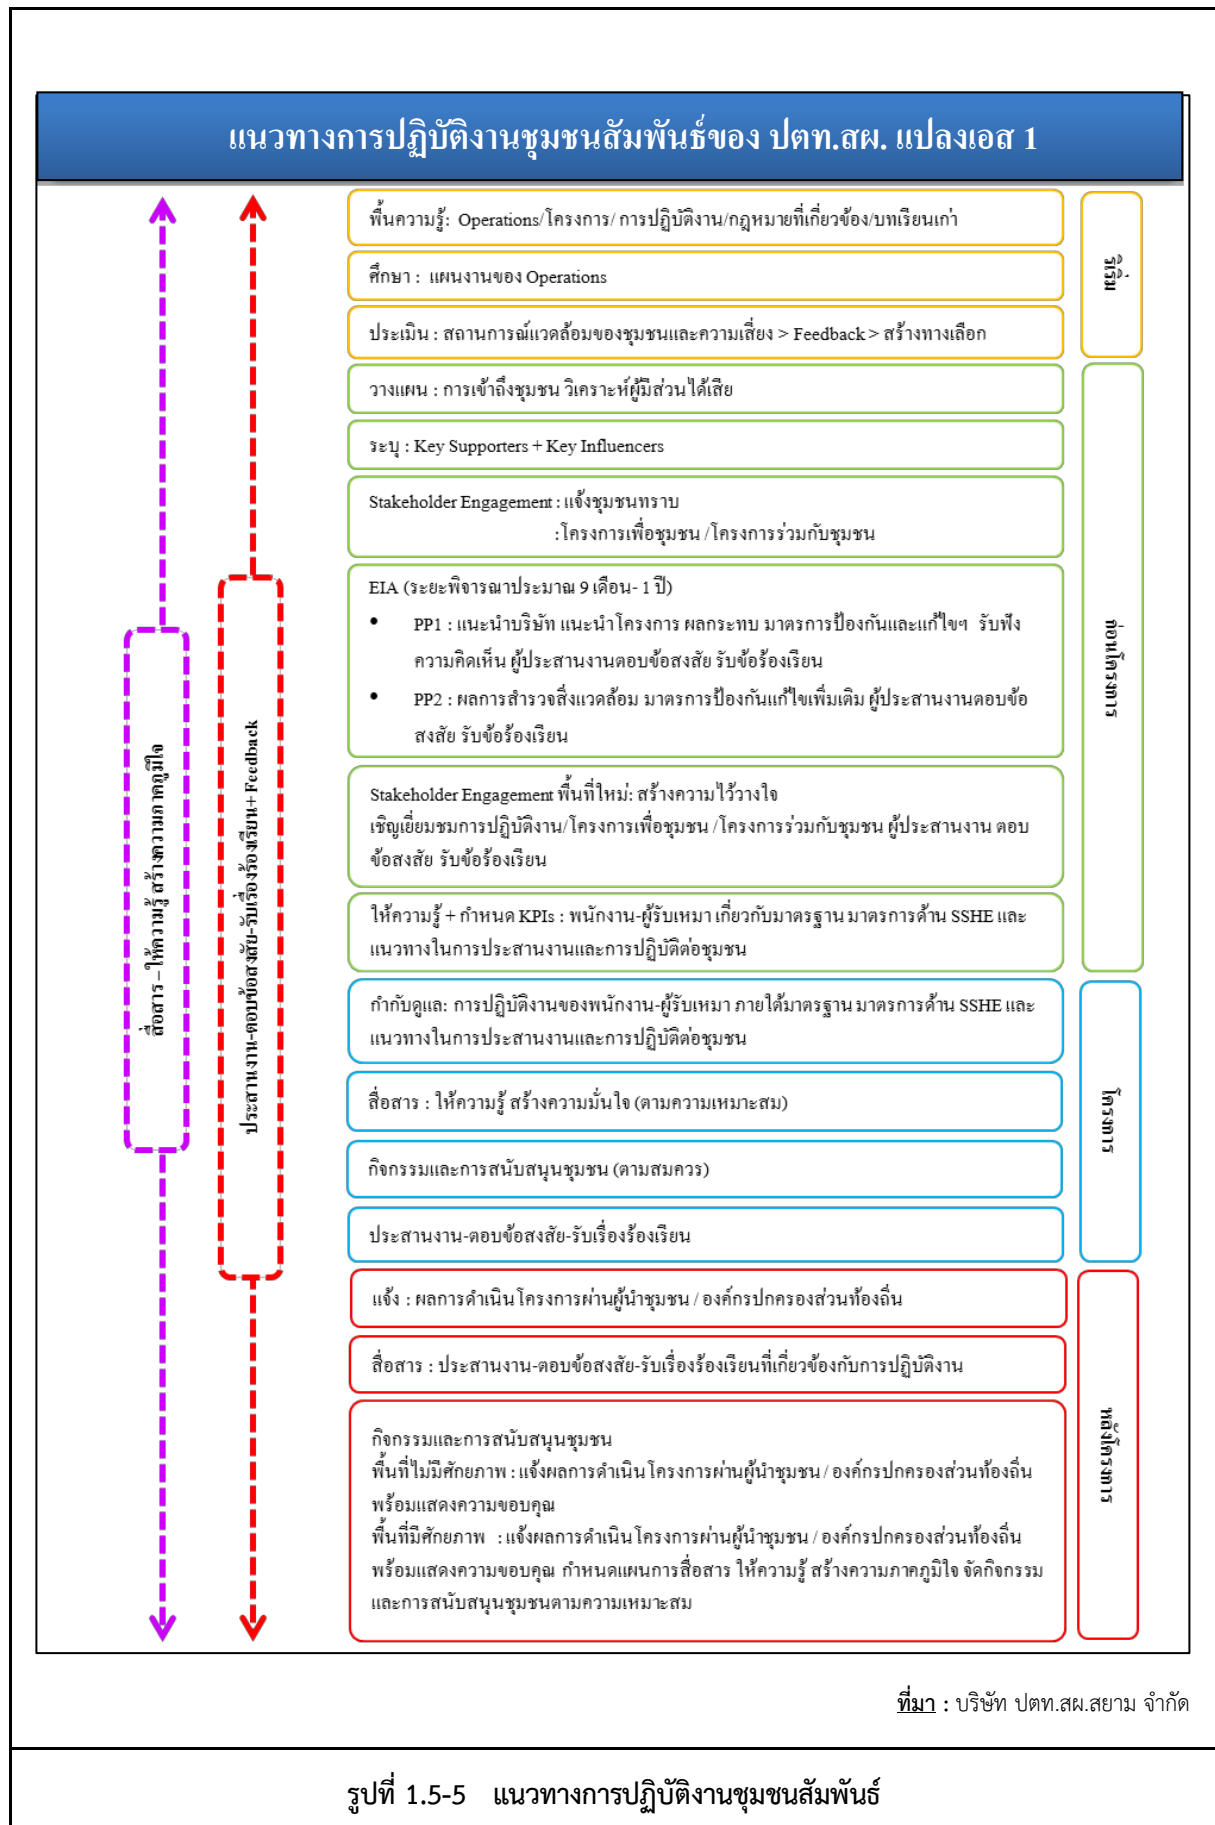 แนวทางการปฏิบัติงานชุมชนสัมพันธ์ของ ปตท.สผ. แปลงเอส 1
พื้นความรู้: Operations/โครงการ/ การปฏิบัติงาน/กฎหมายที่เกี่ยวข้อง/บทเรียนเก่า
ศึกษา : แผนงานของ Operations
ประเมิน : สถานการณ์แวดล้อมของชุมชนและความเสี่ยง > Feedback > สร้างทางเลือก
ริเริ่ม
วางแผน : การเข้าถึงชุมชน วิเคราะห์ผู้มีส่วนได้เสีย
ระบุ : Key Supporters + Key Influencers
Stakeholder Engagement : แจ้งชุมชนทราบ
:โครงการเพื่อชุมชน /โครงการร่วมกับชุมชน
EIA (ระยะพิจารณาประมาณ 9 เดือน- 1 ปี)
• PP1 : แนะนำบริษัท แนะนำโครงการ ผลกระทบ มาตรการป้องกันและแก้ไขฯ รับฟัง
ความคิดเห็น ผู้ประสานงานตอบข้อสงสัย รับข้อร้องเรียน
• PP2 : ผลการสำรวจสิ่งแวดล้อม มาตรการป้องกันแก้ไขเพิ่มเติม ผู้ประสานงานตอบข้อ
สงสัย รับข้อร้องเรียน
Stakeholder Engagement พื้นที่ใหม่: สร้างความไว้วางใจ
เชิญเยี่ยมชมการปฏิบัติงาน/โครงการเพื่อชุมชน /โครงการร่วมกับชุมชน ผู้ประสานงาน ตอบ
ข้อสงสัย รับข้อร้องเรียน
ให้ความรู้ + กำหนด KPIs : พนักงาน-ผู้รับเหมา เกี่ยวกับมาตรฐาน มาตรการด้าน SSHE และ
แนวทางในการประสานงานและการปฏิบัติต่อชุมชน
ก่อนโครงการ
กำกับดูแล: การปฏิบัติงานของพนักงาน-ผู้รับเหมา ภายใต้มาตรฐาน มาตรการด้าน SSHE และ
แนวทางในการประสานงานและการปฏิบัติต่อชุมชน
สื่อสาร : ให้ความรู้ สร้างความมั่นใจ (ตามความเหมาะสม)
กิจกรรมและการสนับสนุนชุมชน (ตามสมควร)
ประสานงาน-ตอบข้อสงสัย-รับเรื่องร้องเรียน
โครงการ
แจ้ง : ผลการดำเนินโครงการผ่านผู้นำชุมชน / องค์กรปกครองส่วนท้องถิ่น
สื่อสาร : ประสานงาน-ตอบข้อสงสัย-รับเรื่องร้องเรียนที่เกี่ยวข้องกับการปฏิบัติงาน
กิจกรรมและการสนับสนุนชุมชน
พื้นที่ไม่มีศักยภาพ : แจ้งผลการดำเนินโครงการผ่านผู้นำชุมชน / องค์กรปกครองส่วนท้องถิ่น
พร้อมแสดงความขอบคุณ
พื้นที่มีศักยภาพ : แจ้งผลการดำเนินโครงการผ่านผู้นำชุมชน / องค์กรปกครองส่วนท้องถิ่น
พร้อมแสดงความขอบคุณ กำหนดแผนการสื่อสาร ให้ความรู้ สร้างความภาคภูมิใจ จัดกิจกรรม
และการสนับสนุนชุมชนตามความเหมาะสม
หลังโครงการ
สื่อสาร – ให้ความรู้ สร้างความภาคภูมิใจ
ประสานงาน-ตอบข้อสงสัย-รับเรื่องร้องเรียน+ Feedback
ที่มา : บริษัท ปตท.สผ.สยาม จำกัด
รูปที่ 1.5-5 แนวทางการปฏิบัติงานชุมชนสัมพันธ์